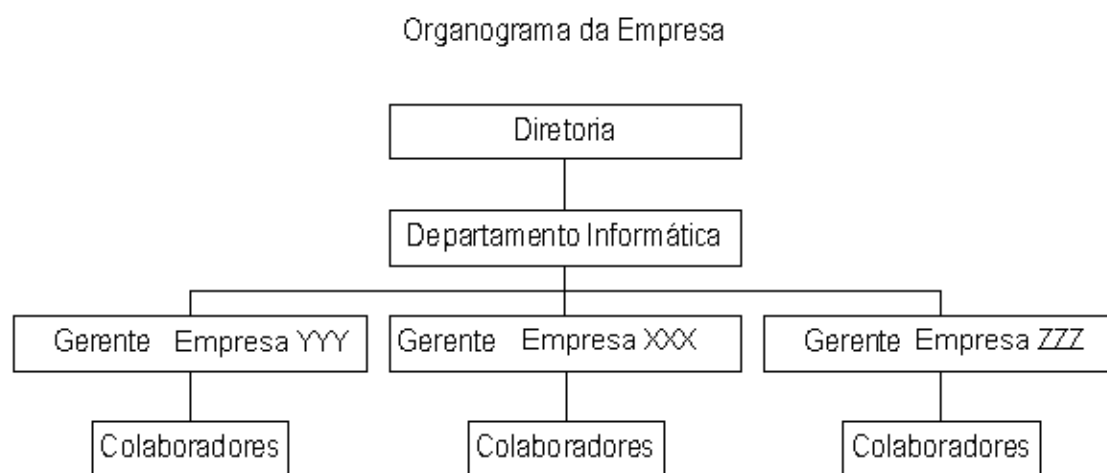 Organograma da Empresa
Diretoria
Departamento Informática
Gerente Empresa YYY
Gerente Empresa XXX
Gerente Empresa ZZZ
Colaboradores
Colaboradores
Colaboradores